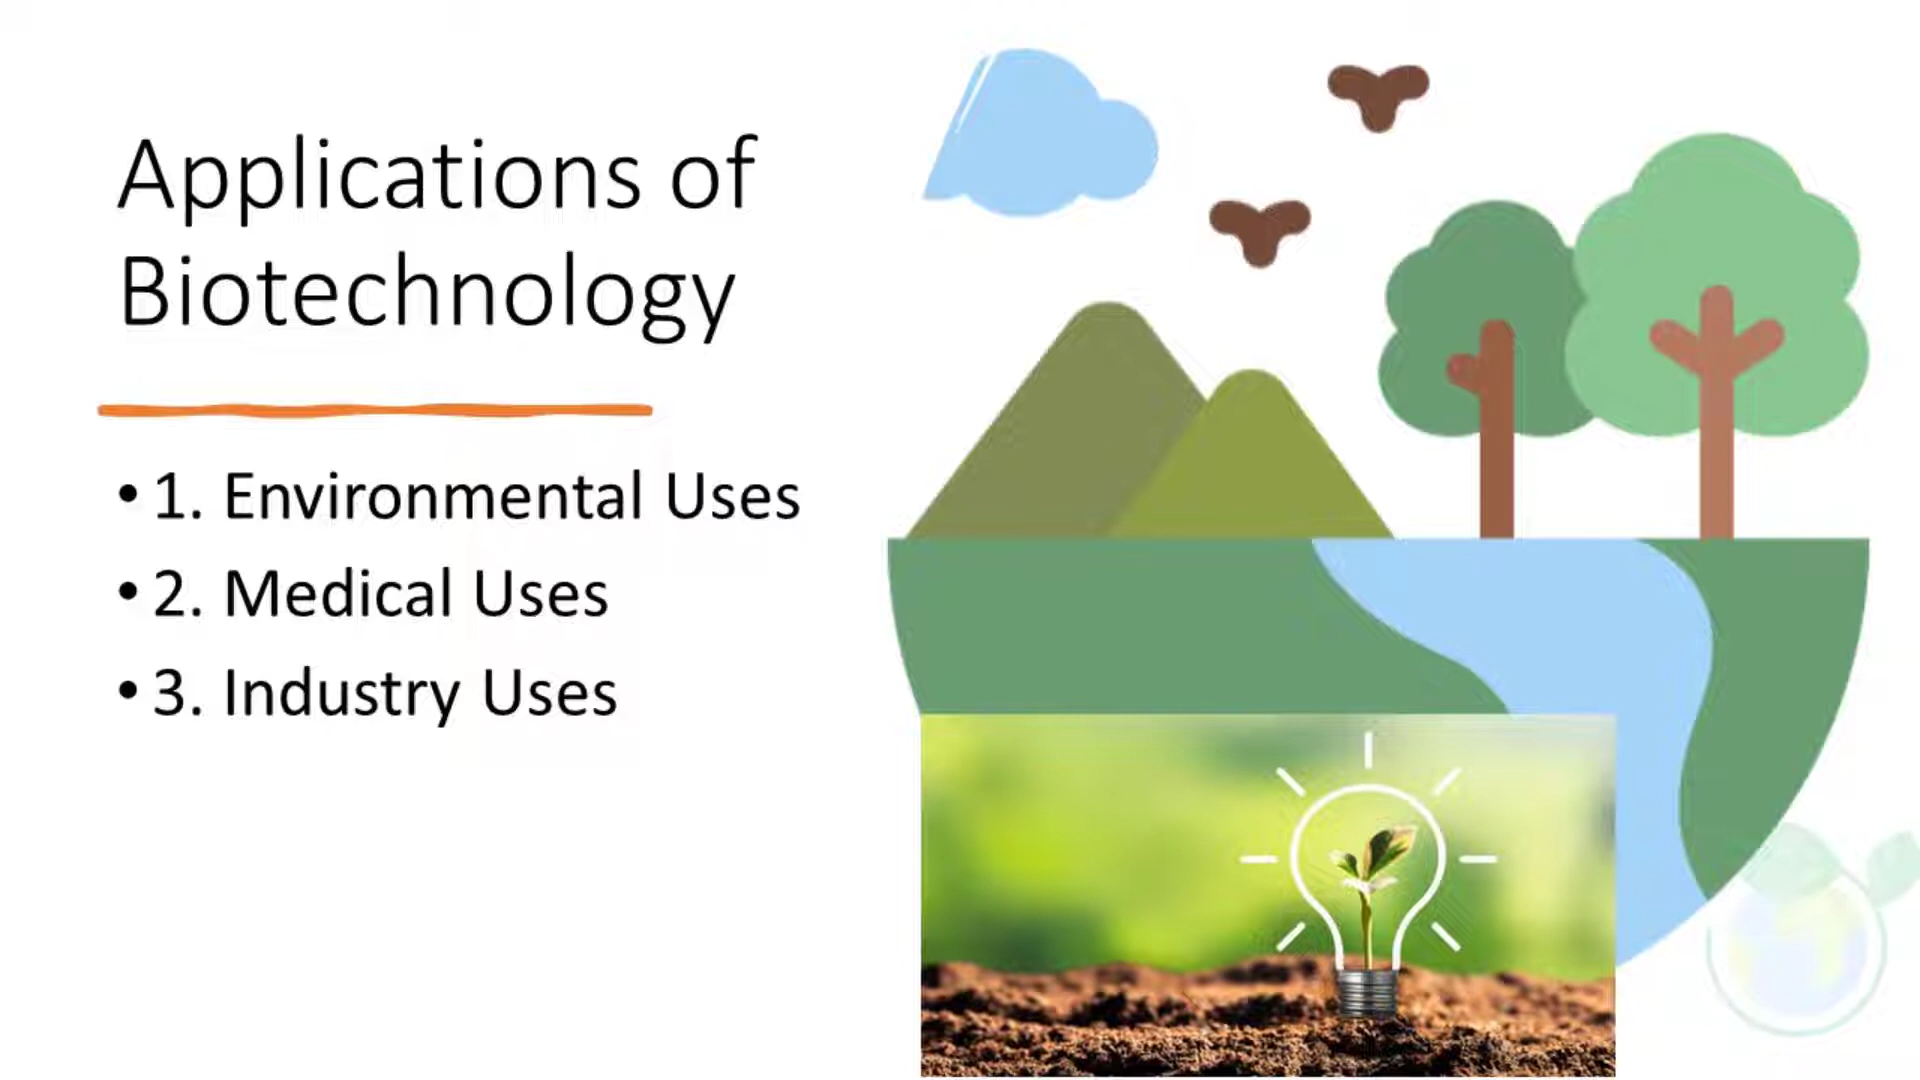 Applications of
Biotechnology
• 1. Environmental Uses
• 2. Medical Uses
• 3. Industry Uses